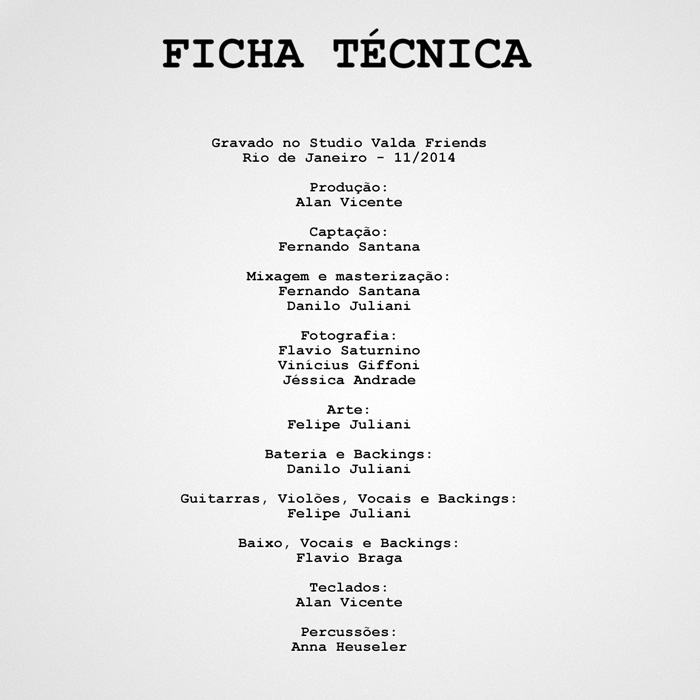 FICHA TÉCNICA
Gravado no Studio Valda Friends
Rio de Janeiro - 11/2014
Produção:
Alan Vicente
Captação:
Fernando Santana
Mixagem e masterização:
Fernando Santana
Danilo Juliani
Fotografia:
Flavio Saturnino
Vinícius Giffoni
Jéssica Andrade
Arte:
Felipe Juliani
Bateria e Backings:
Danilo Juliani
Guitarras, Violões, Vocais e Backings:
Felipe Juliani
Baixo, Vocais e Backings:
Flavio Braga
Teclados:
Alan Vicente
Percussões:
Anna Heuseler